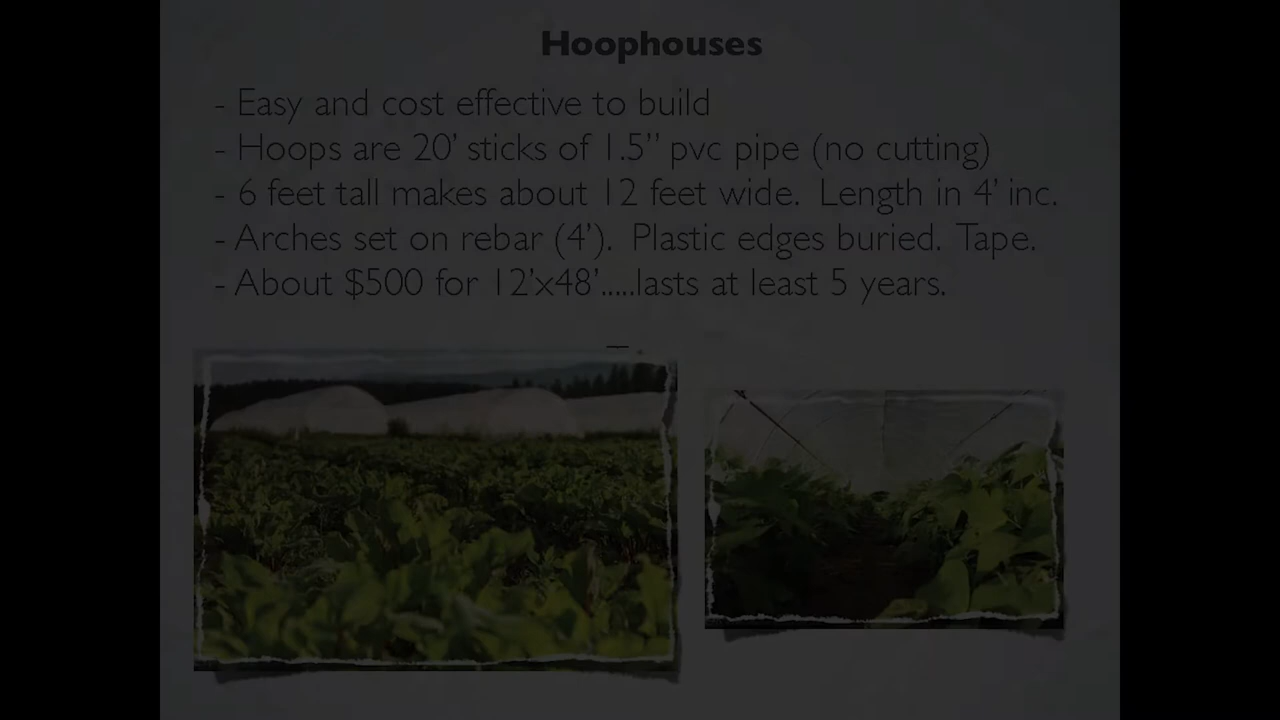 Hoophouses
- Easy and cost effective to build
- Hoops are 20' sticks of 1.5” pvc pipe (no cutting)
- 6 feet tall makes about 12 feet wide.  Length in 4' inc.
- Arches set on rebar (4').  Plastic edges buried.  Tape.
- About $500 for 12'x48'.....lasts at least 5 years.